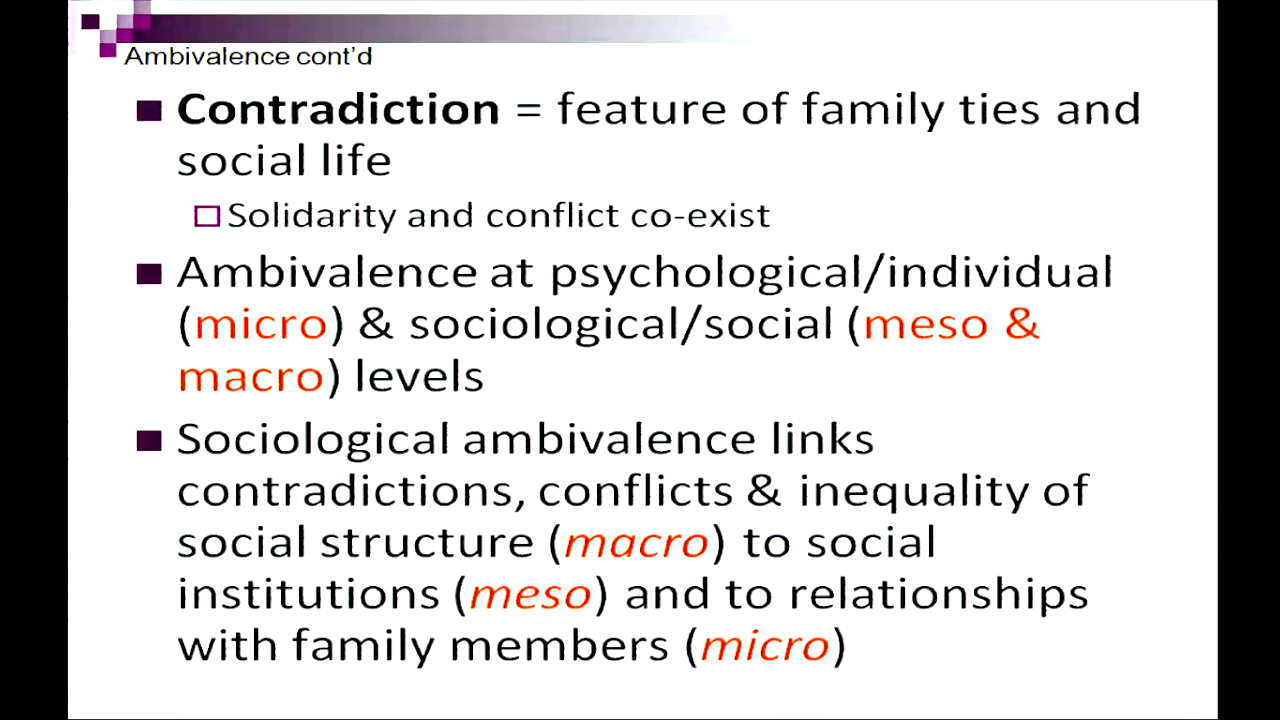 Ambivalence cont'd
Contradiction = feature of family ties and
social life
Solidarity and conflict co-exist
Ambivalence at psychological/individual
(micro) & sociological/social (meso &
macro) levels
Sociological ambivalence links
contradictions, conflicts & inequality of
social structure (macro) to social
institutions (meso) and to relationships
with family members (micro)